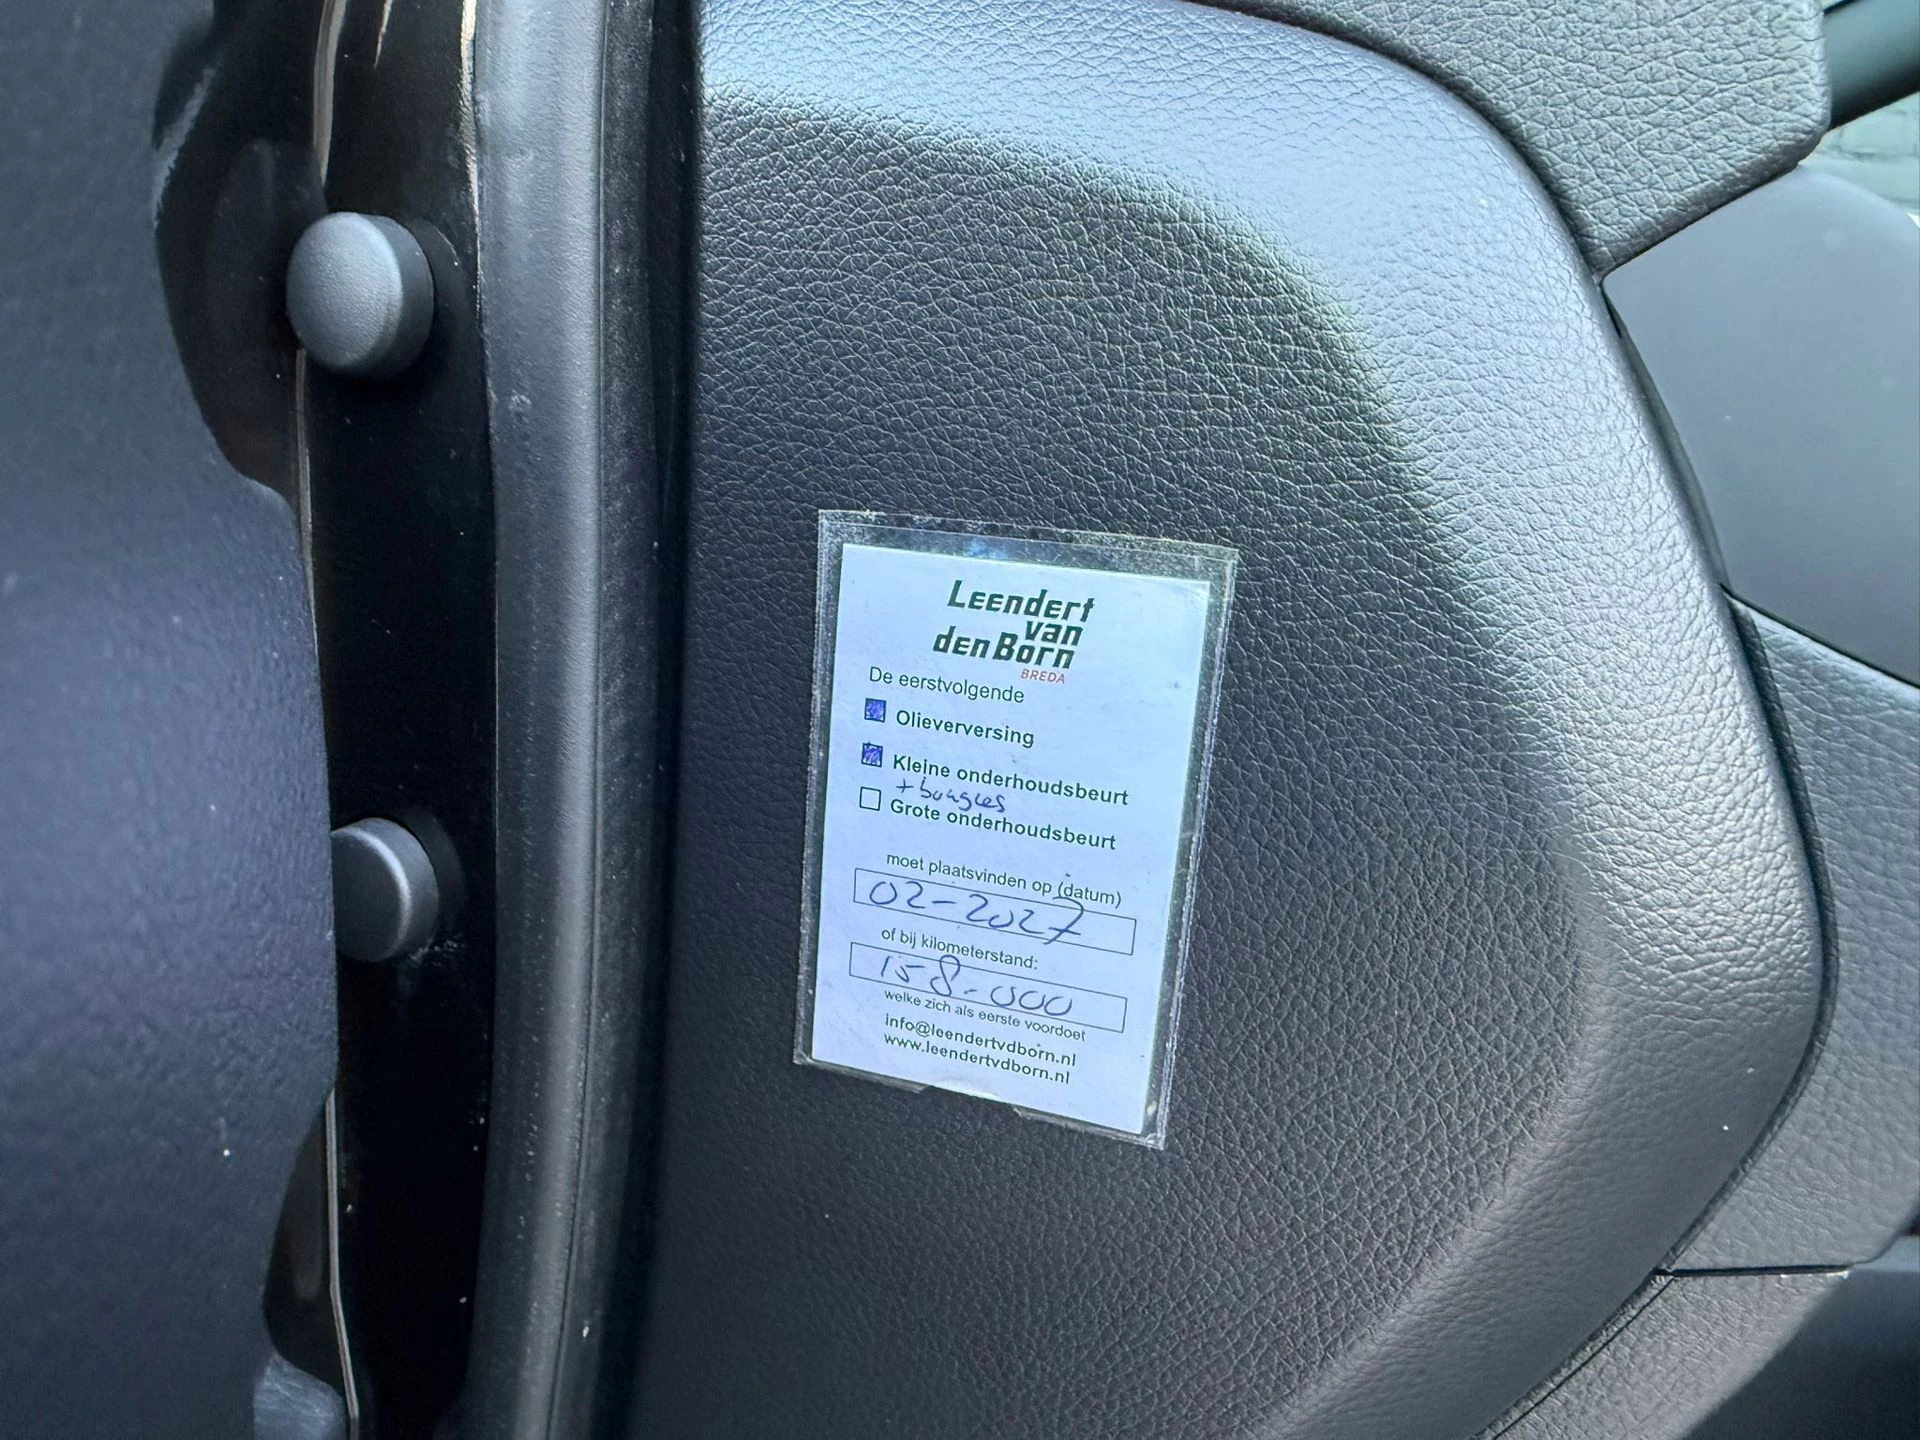 Leendert
van
den Born
BREDA
De eerstvolgende
Olieverversing
Kleine onderhoudsbeurt
+ bougies
Grote onderhoudsbeurt
moet plaatsvinden op (datum)
02-2027
of bij kilometerstand:
158-000
welke zich als eerste voordoet
info@leendertvdborn.nl
www.leendertvdborn.nl